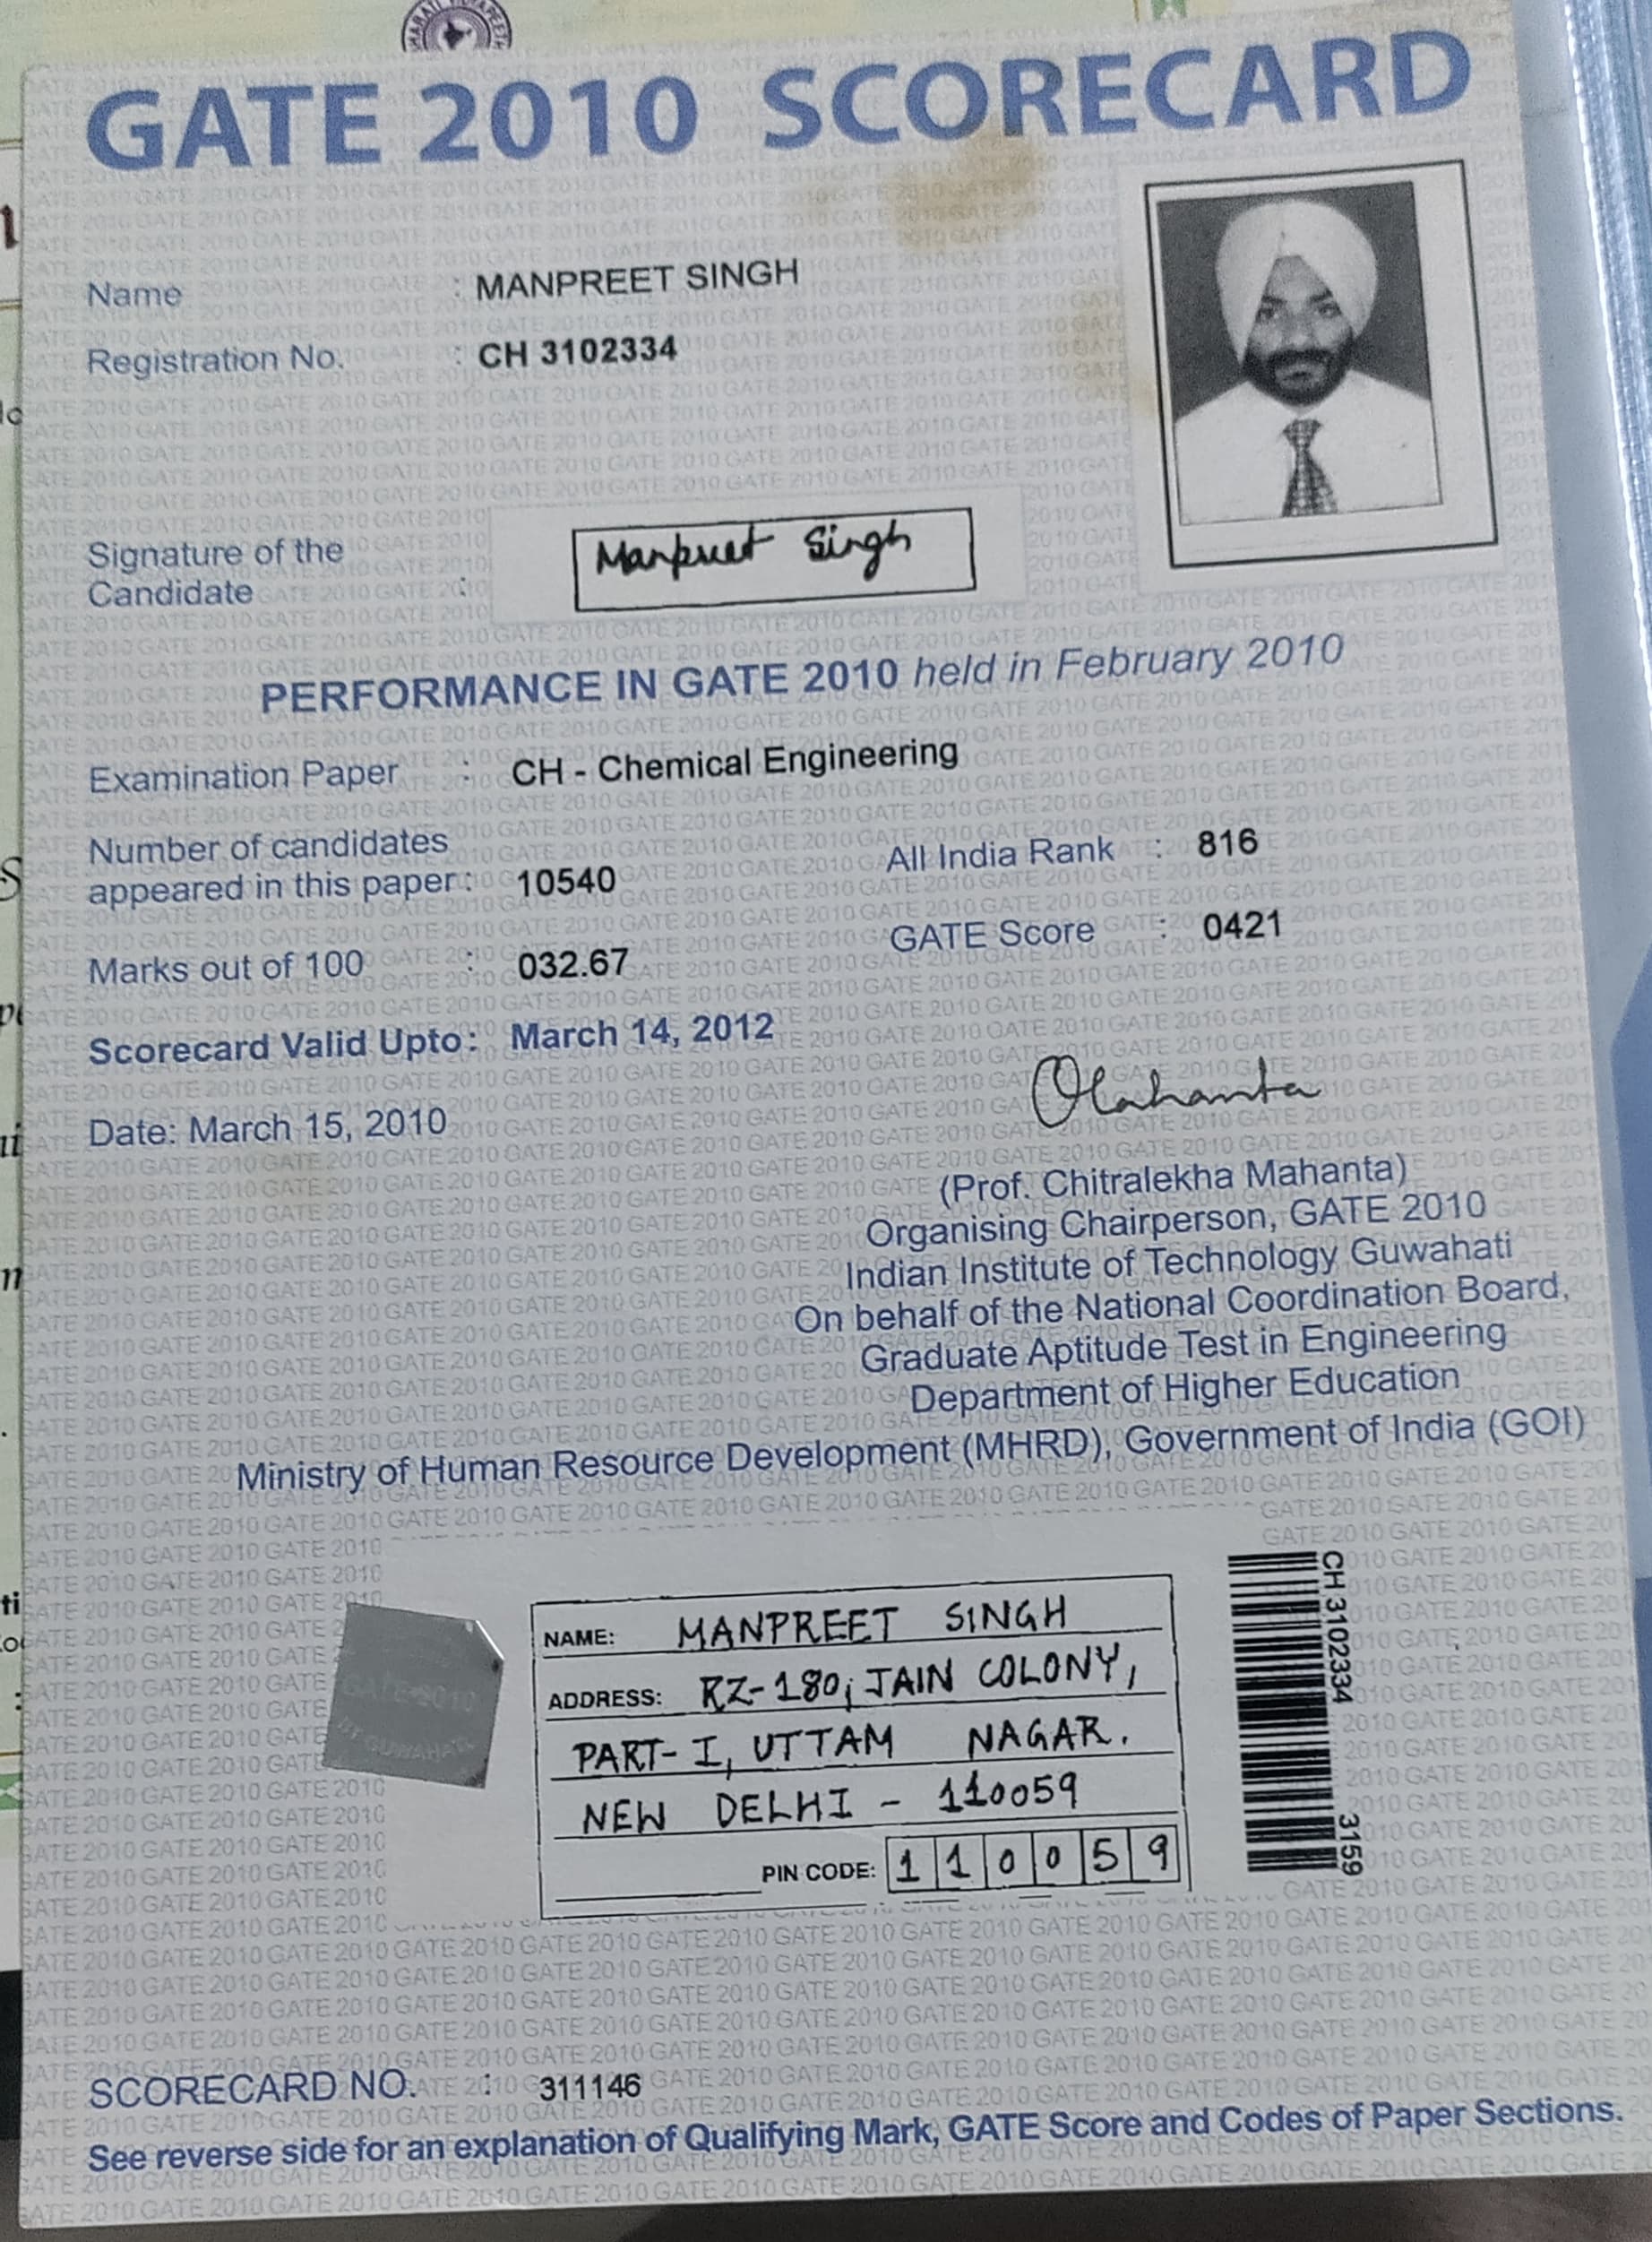 GATE 2010 SCORECARD
Name : MANPREET SINGH
Registration No. : CH 3102334
Signature of the
Candidate :
Manpreet Singh
PERFORMANCE IN GATE 2010 held in February 2010
Examination Paper : CH - Chemical Engineering
Number of candidates
appeared in this paper : 10540
All India Rank : 816
Marks out of 100 : 032.67
GATE Score : 0421
Scorecard Valid Upto : March 14, 2012
Date: March 15, 2010
(Prof. Chitralekha Mahanta)
Organising Chairperson, GATE 2010
Indian Institute of Technology Guwahati
On behalf of the National Coordination Board,
Graduate Aptitude Test in Engineering
Department of Higher Education
Ministry of Human Resource Development (MHRD), Government of India (GOI)
NAME: MANPREET SINGH
ADDRESS: RZ-180, JAIN COLONY,
PART-I, UTTAM NAGAR.
NEW DELHI - 110059
PIN CODE: 110059
CH 3102334 3159
GATE-2010
SCORECARD NO. : 311146
See reverse side for an explanation of Qualifying Mark, GATE Score and Codes of Paper Sections.